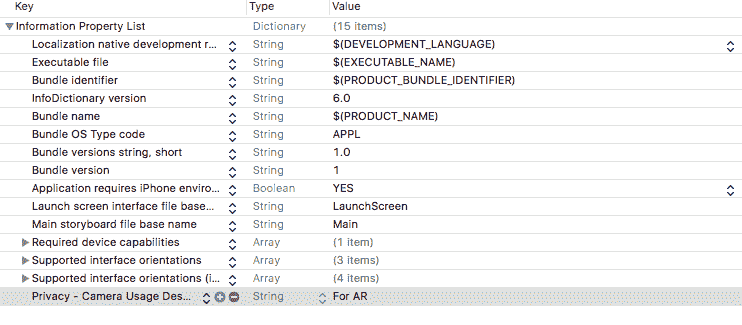 Key Type Value
Information Property List Dictionary (15 items)
Localization native development r... String $(DEVELOPMENT_LANGUAGE)
Executable file String $(EXECUTABLE_NAME)
Bundle identifier String $(PRODUCT_BUNDLE_IDENTIFIER)
InfoDictionary version String 6.0
Bundle name String $(PRODUCT_NAME)
Bundle OS Type code String APPL
Bundle versions string, short String 1.0
Bundle version String 1
Application requires iPhone enviro... Boolean YES
Launch screen interface file base... String LaunchScreen
Main storyboard file base name String Main
Required device capabilities Array (1 item)
Supported interface orientations Array (3 items)
Supported interface orientations (i... Array (4 items)
Privacy - Camera Usage Des... String For AR